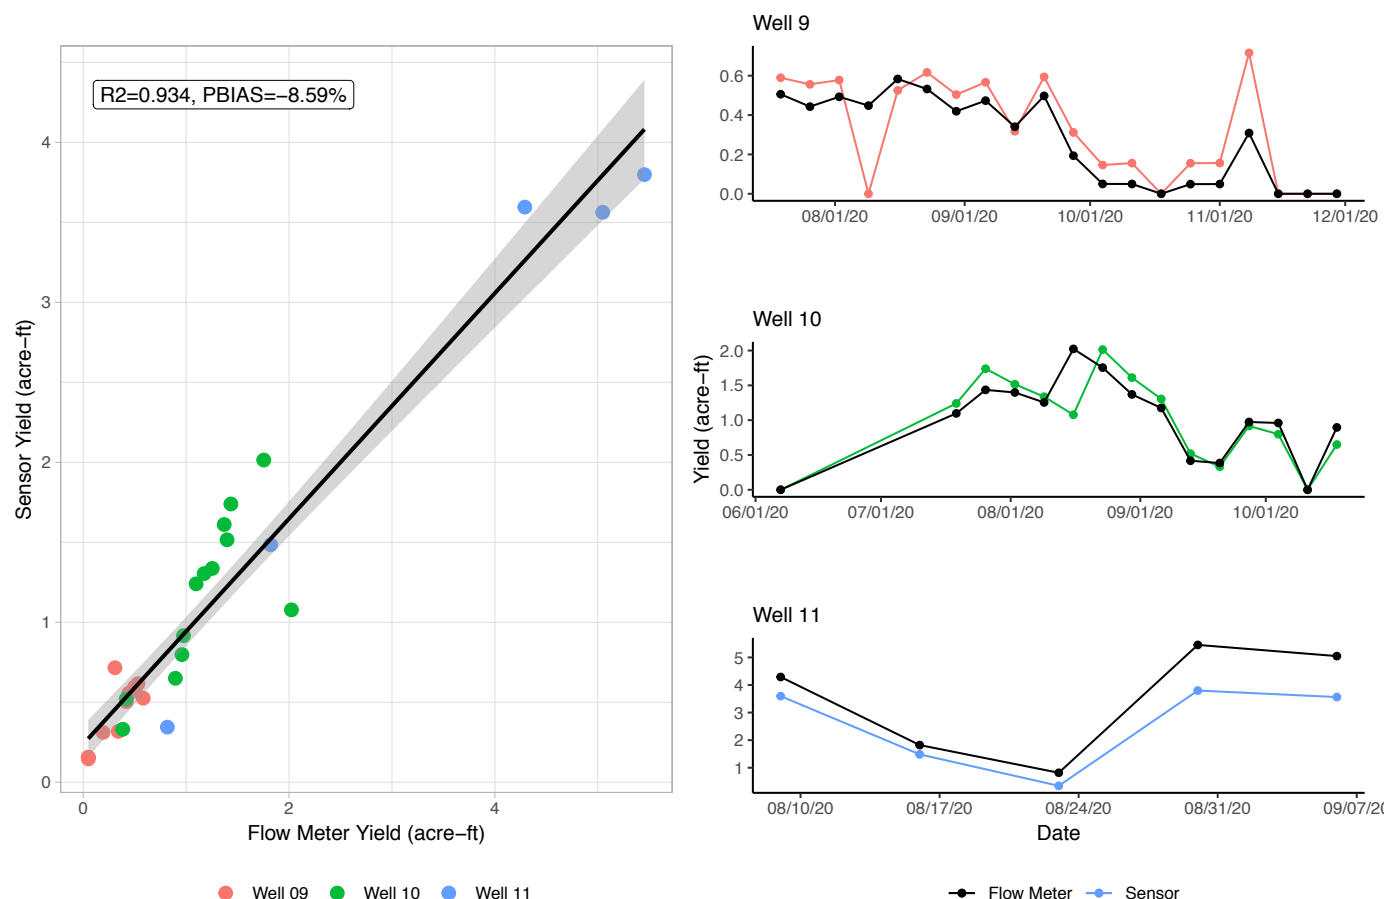 R2=0.934, PBIAS=−8.59%
Sensor Yield (acre−ft)
4
3
2
1
0
0 2 4
Flow Meter Yield (acre−ft)
Well 09 Well 10 Well 11
Well 9
0.6
0.4
0.2
0.0
08/01/20 09/01/20 10/01/20 11/01/20 12/01/20
Well 10
Yield (acre−ft)
2.0
1.5
1.0
0.5
0.0
06/01/20 07/01/20 08/01/20 09/01/20 10/01/20
Well 11
5
4
3
2
1
08/10/20 08/17/20 08/24/20 08/31/20 09/07/20
Date
Flow Meter Sensor